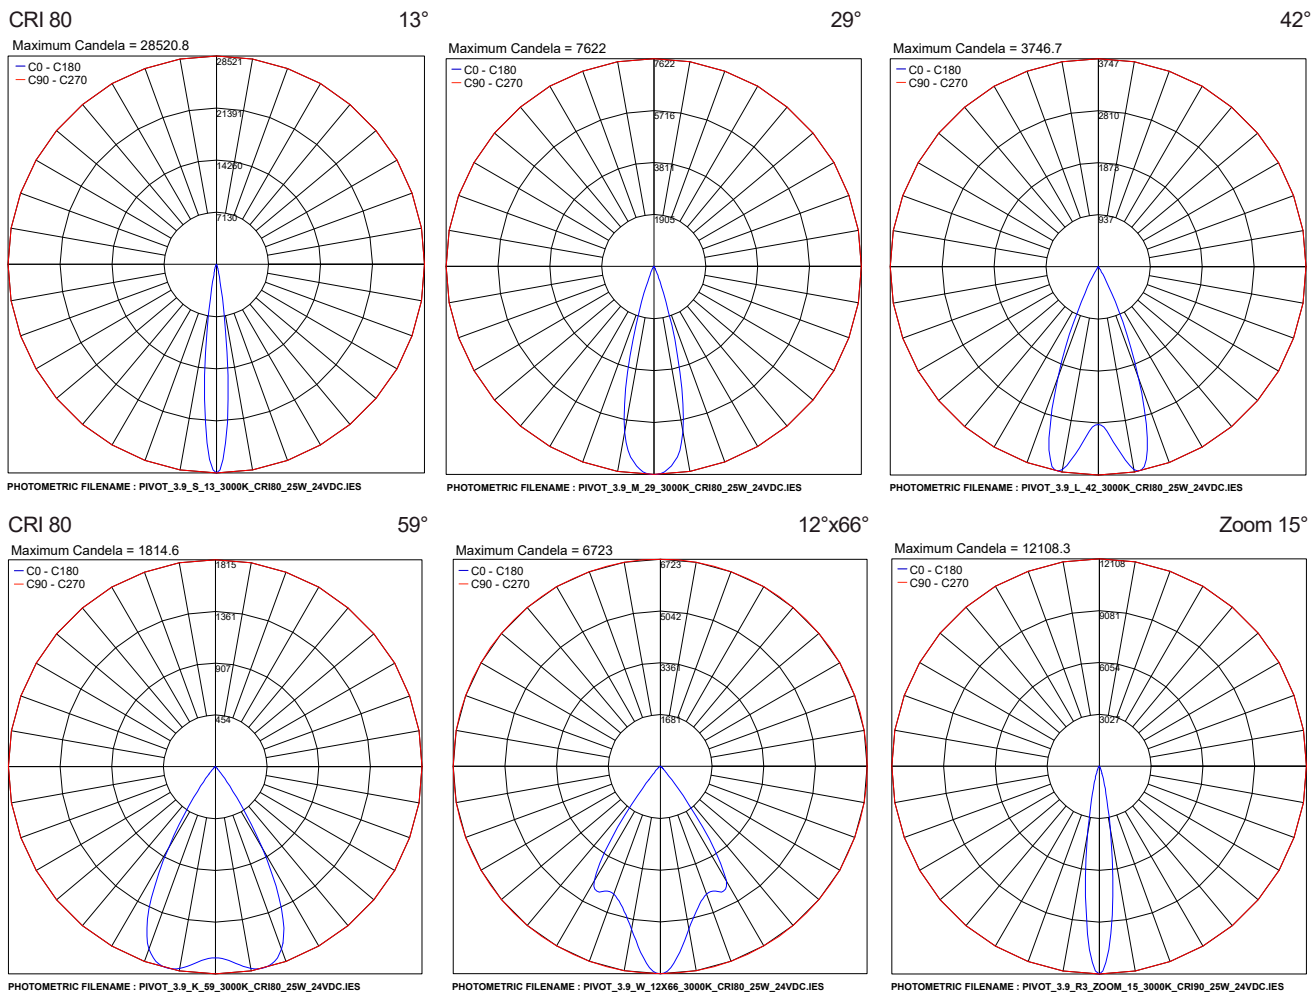 CRI 80
13°
29°
42°
Maximum Candela = 28520.8
Maximum Candela = 7622
Maximum Candela = 3746.7
C0 - C180
C90 - C270
28521
21391
14260
7130
C0 - C180
C90 - C270
7622
5716
3811
1905
C0 - C180
C90 - C270
3747
2810
1873
937
PHOTOMETRIC FILENAME : PIVOT_3.9_S_13_3000K_CRI80_25W_24VDC.IES
PHOTOMETRIC FILENAME : PIVOT_3.9_M_29_3000K_CRI80_25W_24VDC.IES
PHOTOMETRIC FILENAME : PIVOT_3.9_L_42_3000K_CRI80_25W_24VDC.IES
CRI 80
59°
12°x66°
Zoom 15°
Maximum Candela = 1814.6
Maximum Candela = 6723
Maximum Candela = 12108.3
C0 - C180
C90 - C270
1815
1361
907
454
C0 - C180
C90 - C270
6723
5042
3361
1681
C0 - C180
C90 - C270
12108
9081
6054
3027
PHOTOMETRIC FILENAME : PIVOT_3.9_K_59_3000K_CRI80_25W_24VDC.IES
PHOTOMETRIC FILENAME : PIVOT_3.9_W_12X66_3000K_CRI80_25W_24VDC.IES
PHOTOMETRIC FILENAME : PIVOT_3.9_R3_ZOOM_15_3000K_CRI90_25W_24VDC.IES